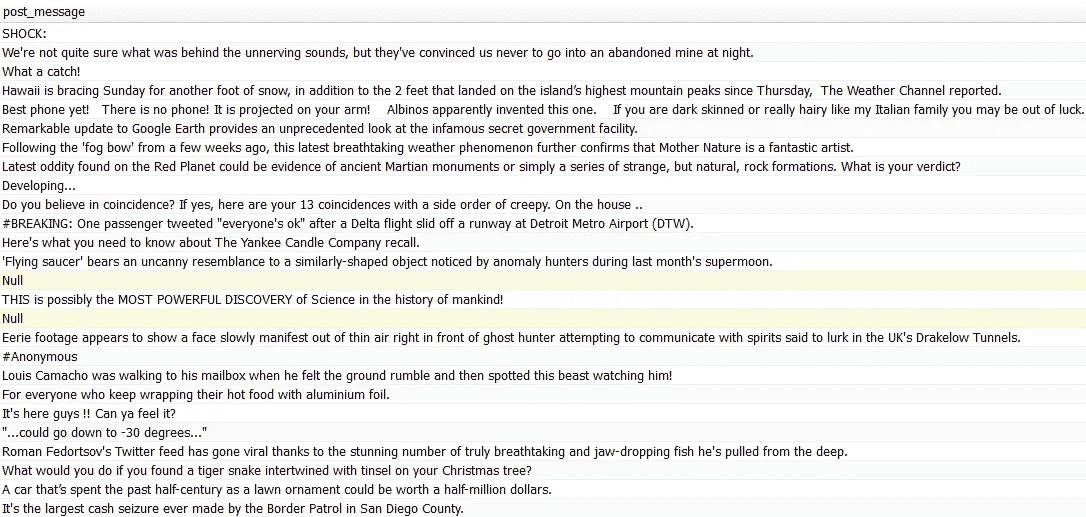 post_message
SHOCK:
We're not quite sure what was behind the unnerving sounds, but they've convinced us never to go into an abandoned mine at night.
What a catch!
Hawaii is bracing Sunday for another foot of snow, in addition to the 2 feet that landed on the island’s highest mountain peaks since Thursday,  The Weather Channel reported.
Best phone yet!   There is no phone! It is projected on your arm!    Albinos apparently invented this one.    If you are dark skinned or really hairy like my Italian family you may be out of luck.
Remarkable update to Google Earth provides an unprecedented look at the infamous secret government facility.
Following the 'fog bow' from a few weeks ago, this latest breathtaking weather phenomenon further confirms that Mother Nature is a fantastic artist.
Latest oddity found on the Red Planet could be evidence of ancient Martian monuments or simply a series of strange, but natural, rock formations. What is your verdict?
Developing...
Do you believe in coincidence? If yes, here are your 13 coincidences with a side order of creepy. On the house ..
#BREAKING: One passenger tweeted "everyone's ok" after a Delta flight slid off a runway at Detroit Metro Airport (DTW).
Here's what you need to know about The Yankee Candle Company recall.
'Flying saucer' bears an uncanny resemblance to a similarly-shaped object noticed by anomaly hunters during last month's supermoon.
Null
THIS is possibly the MOST POWERFUL DISCOVERY of Science in the history of mankind!
Null
Eerie footage appears to show a face slowly manifest out of thin air right in front of ghost hunter attempting to communicate with spirits said to lurk in the UK's Drakelow Tunnels.
#Anonymous
Louis Camacho was walking to his mailbox when he felt the ground rumble and then spotted this beast watching him!
For everyone who keep wrapping their hot food with aluminium foil.
It's here guys !! Can ya feel it?
"...could go down to -30 degrees..."
Roman Fedortsov's Twitter feed has gone viral thanks to the stunning number of truly breathtaking and jaw-dropping fish he's pulled from the deep.
What would you do if you found a tiger snake intertwined with tinsel on your Christmas tree?
A car that’s spent the past half-century as a lawn ornament could be worth a half-million dollars.
It's the largest cash seizure ever made by the Border Patrol in San Diego County.